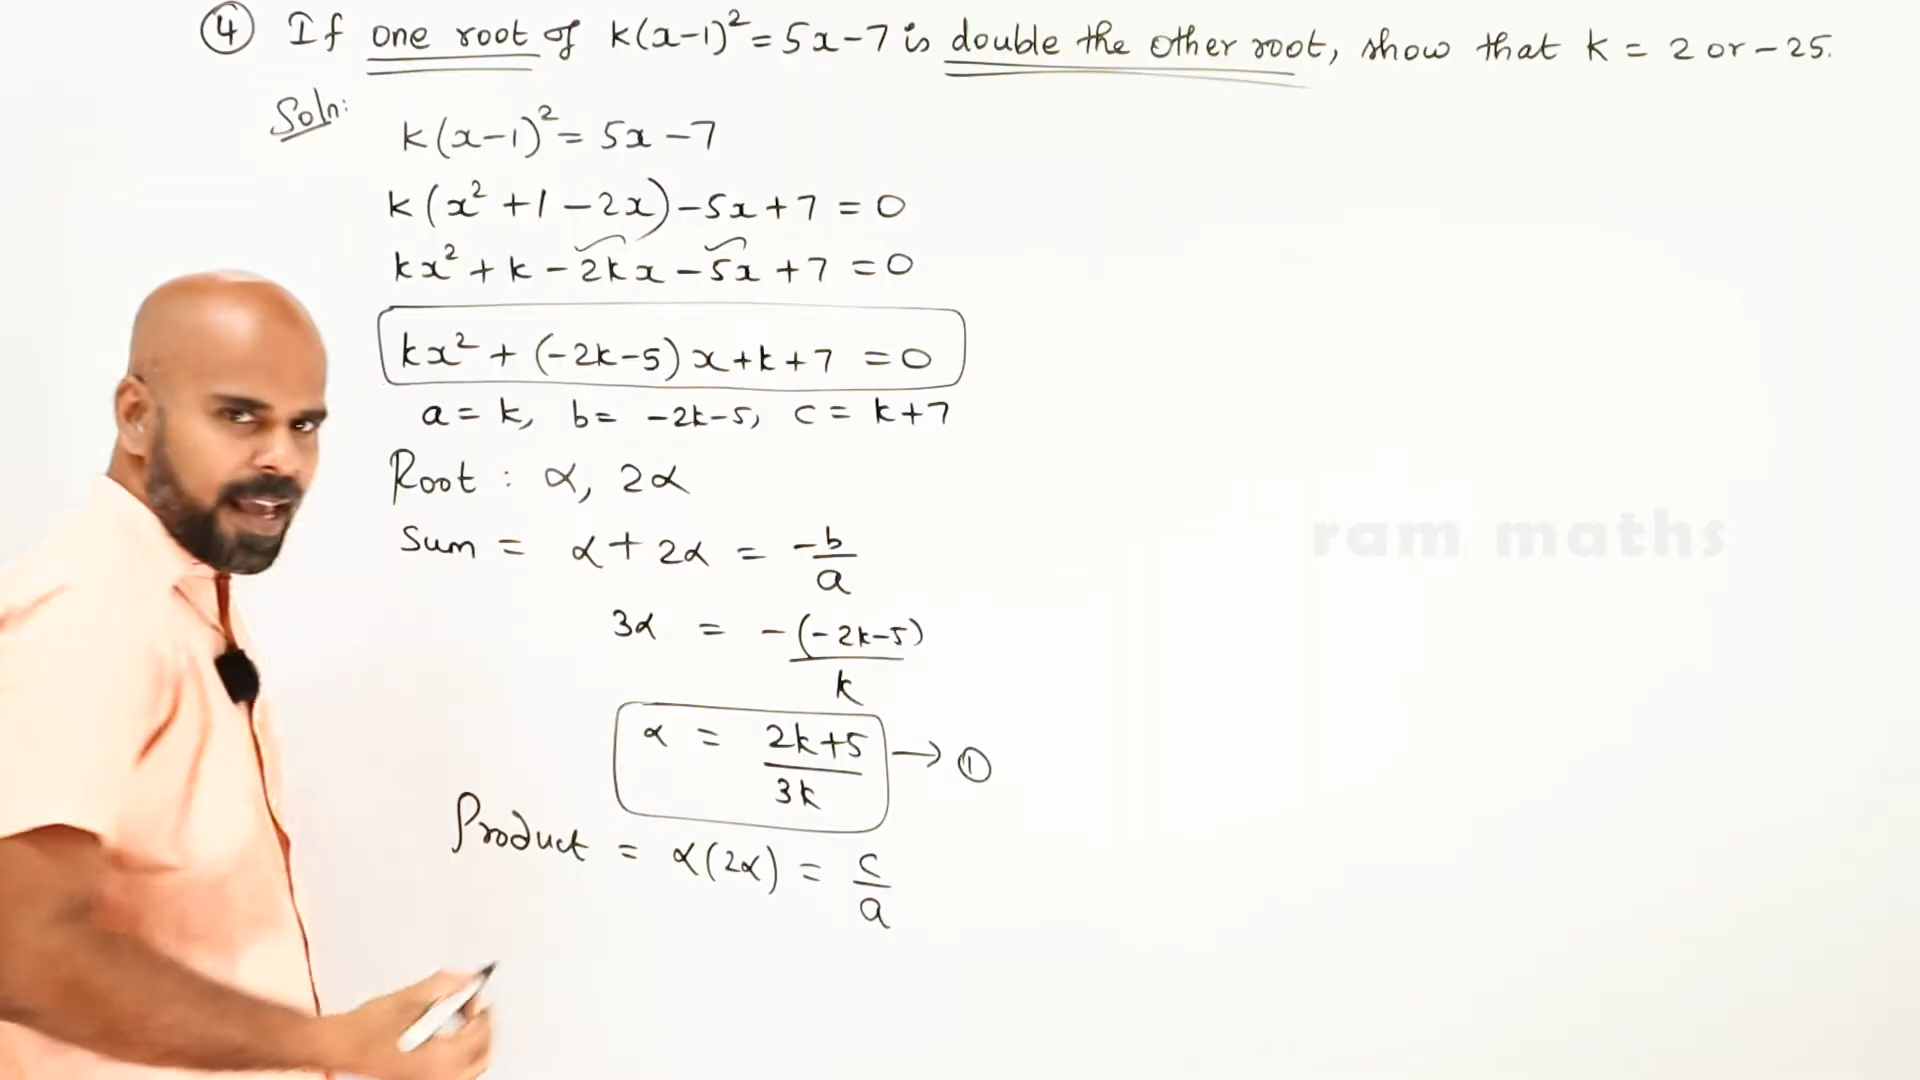 ④ If one root of k(x-1)² = 5x-7 is double the other root, show that k = 2 or -25.
Soln:
k(x-1)² = 5x-7
k(x²+1-2x)-5x+7 = 0
kx²+k-2kx-5x+7 = 0
kx²+(-2k-5)x+k+7 = 0
a = k, b = -2k-5, c = k+7
Root : α, 2α
Sum = α+2α = -b/a
3α = -(-2k-5)/k
α = 2k+5/3k → ①
Product = α(2α) = c/a
ram maths